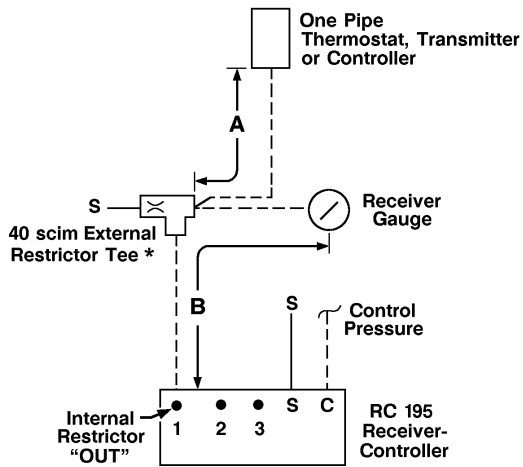 One Pipe
Thermostat, Transmitter
or Controller
A
S
Receiver
Gauge
40 scim External
Restrictor Tee *
B
S
Control
Pressure
Internal
Restrictor
“OUT”
S C
1 2 3
RC 195
Receiver-
Controller